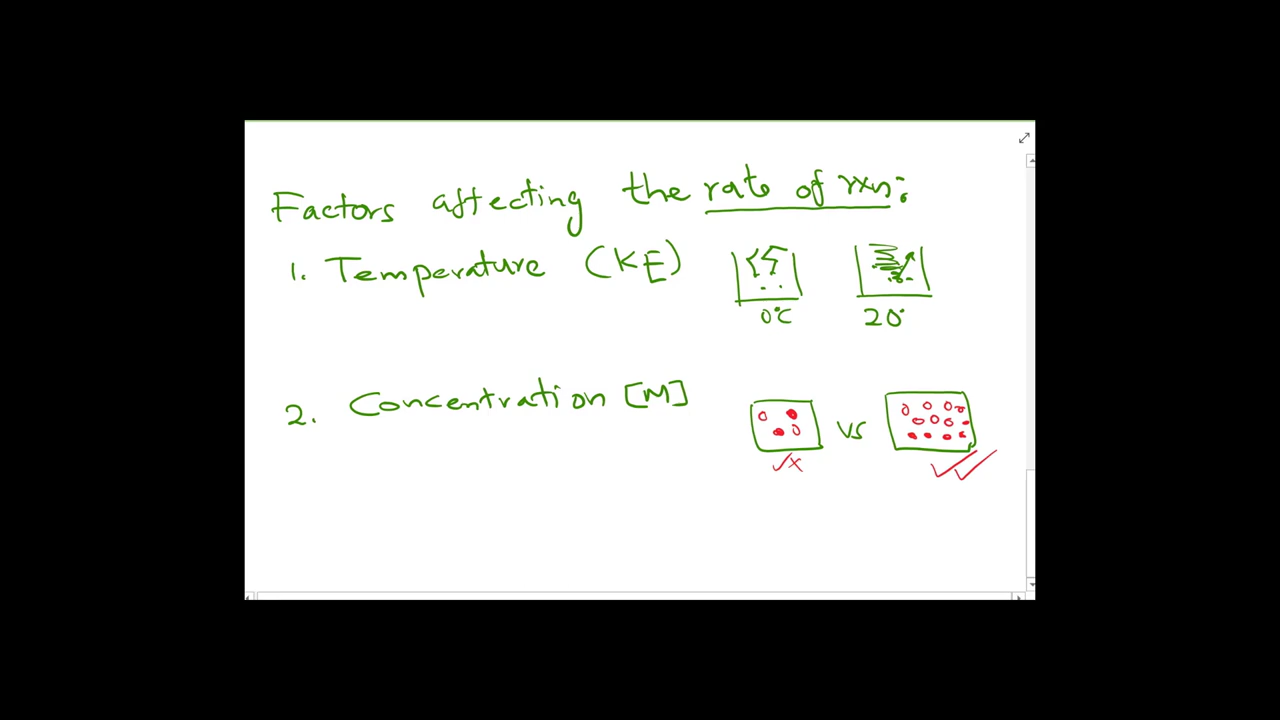 Factors affecting the rate of rxn:
1. Temperature (KE)
0°C 20°
2. Concentration [M]
vs